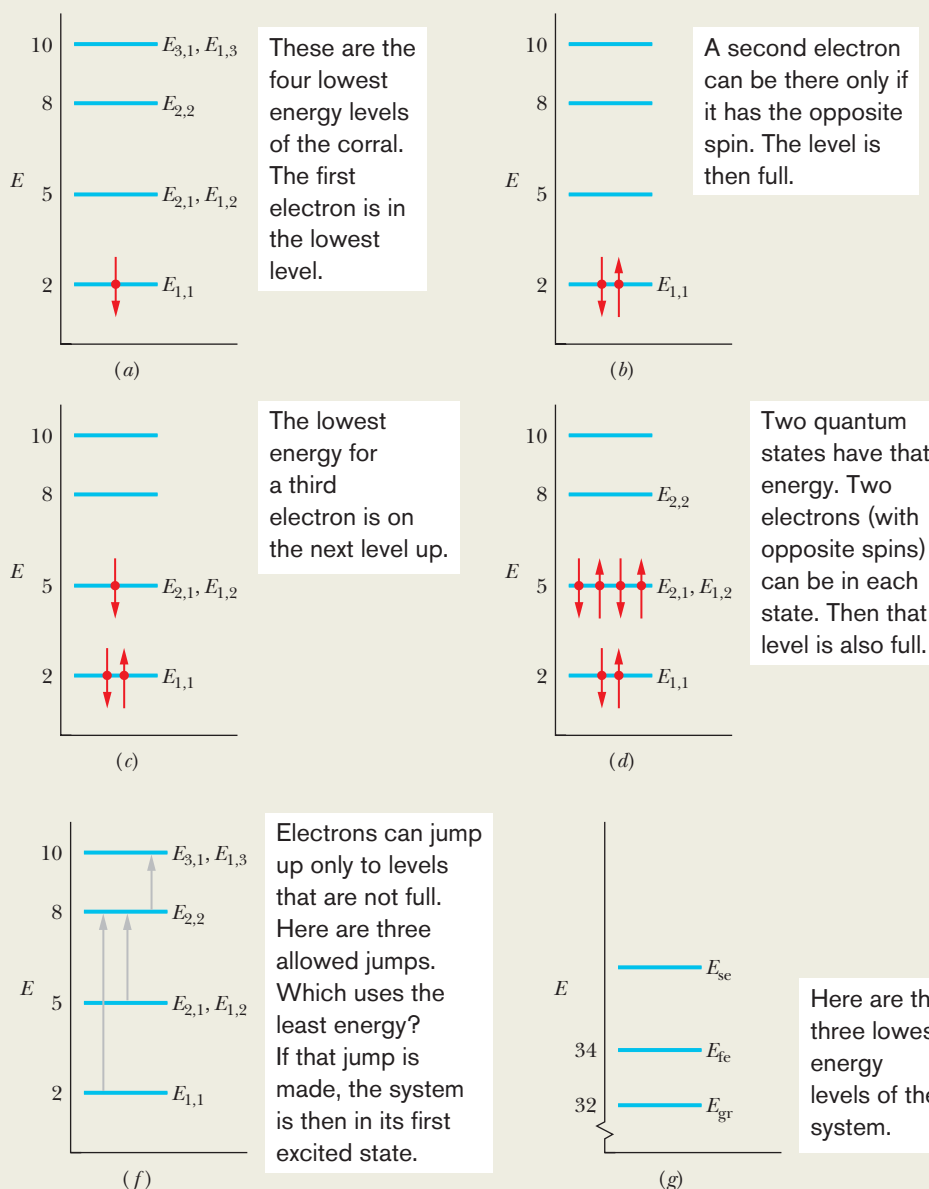 10
E3,1, E1,3
8
E2,2
E
5
E2,1, E1,2
2
E1,1
(a)
These are the
four lowest
energy levels
of the corral.
The first
electron is in
the lowest
level.
10
8
E
5
2
E1,1
(b)
A second electron
can be there only if
it has the opposite
spin. The level is
then full.
10
8
E
5
E2,1, E1,2
2
E1,1
(c)
The lowest
energy for
a third
electron is on
the next level up.
10
8
E2,2
E
5
E2,1, E1,2
2
E1,1
(d)
Two quantum
states have that
energy. Two
electrons (with
opposite spins)
can be in each
state. Then that
level is also full.
10
E3,1, E1,3
8
E2,2
E
5
E2,1, E1,2
2
E1,1
(f)
Electrons can jump
up only to levels
that are not full.
Here are three
allowed jumps.
Which uses the
least energy?
If that jump is
made, the system
is then in its first
excited state.
Ese
E
34
Efe
32
Egr
(g)
Here are th
three lowes
energy
levels of the
system.